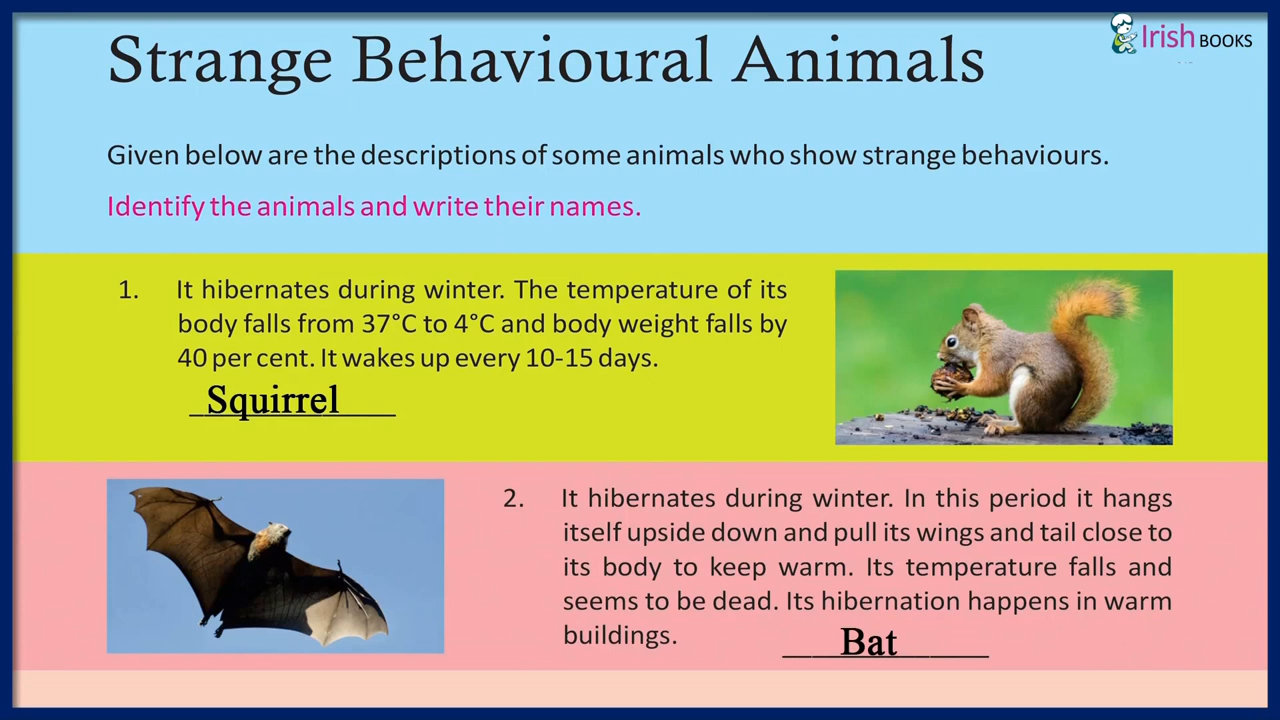 Irish BOOKS
Strange Behavioural Animals
Given below are the descriptions of some animals who show strange behaviours.
Identify the animals and write their names.
1. It hibernates during winter. The temperature of its
body falls from 37°C to 4°C and body weight falls by
40 per cent. It wakes up every 10-15 days.
Squirrel
2. It hibernates during winter. In this period it hangs
itself upside down and pull its wings and tail close to
its body to keep warm. Its temperature falls and
seems to be dead. Its hibernation happens in warm
buildings.
Bat